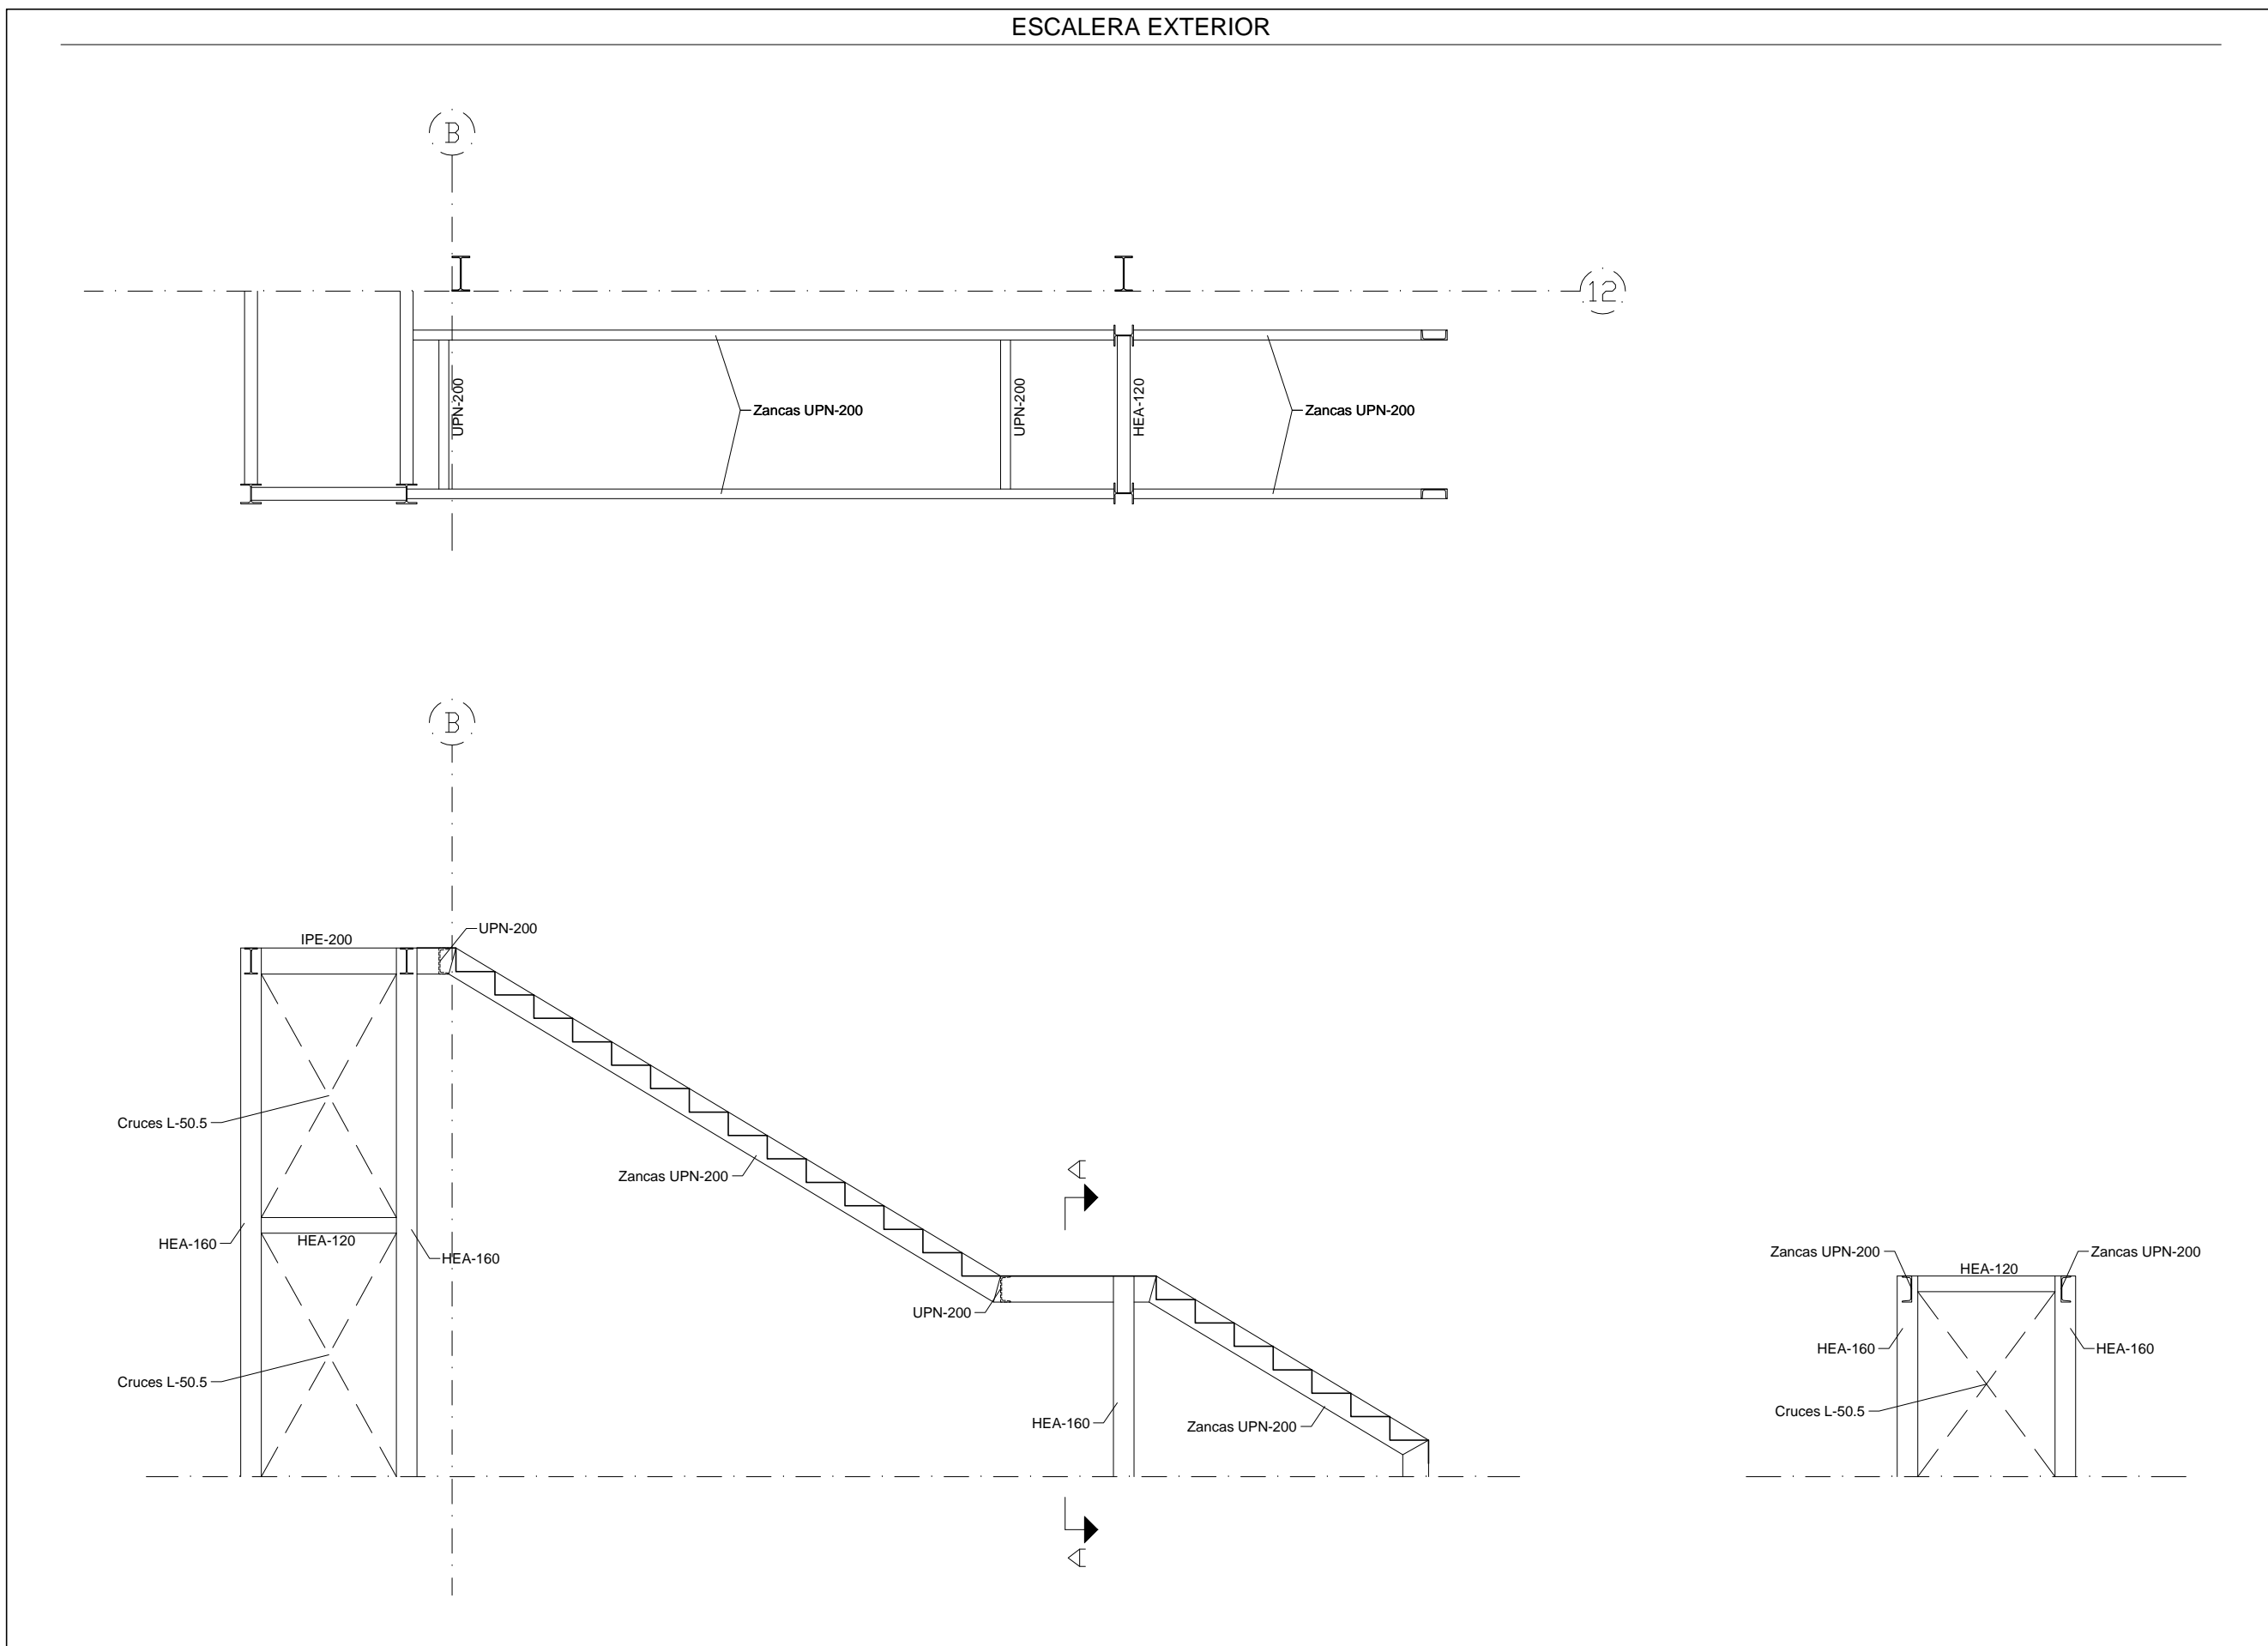 ESCALERA EXTERIOR
B
12
UPN-200
Zancas UPN-200
UPN-200
HEA-120
Zancas UPN-200
B
IPE-200
UPN-200
Cruces L-50.5
Zancas UPN-200
A
HEA-160
HEA-120
HEA-160
UPN-200
Cruces L-50.5
HEA-160
Zancas UPN-200
A
Zancas UPN-200
HEA-120
Zancas UPN-200
HEA-160
HEA-160
Cruces L-50.5